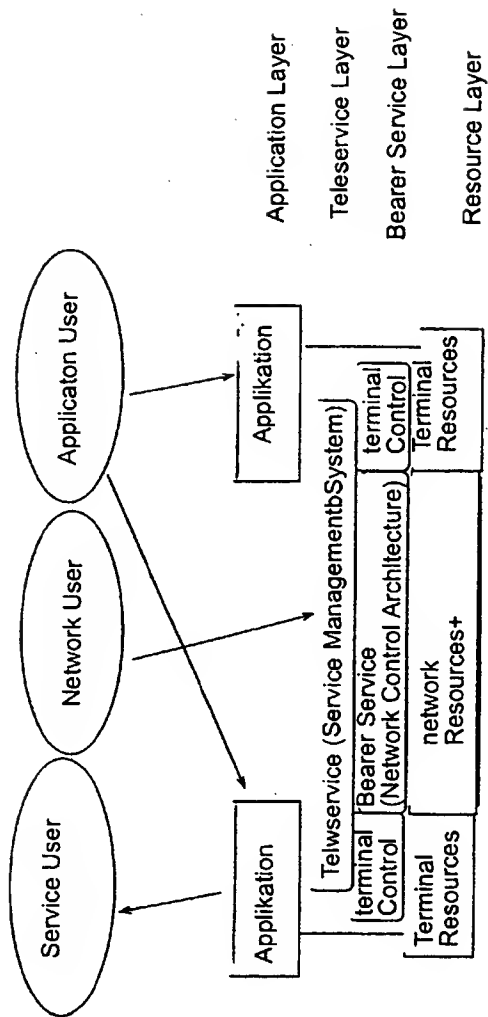 Service User
Network User
Applicaton User
Applikation
Applikation
Application Layer
Telwservice (Service ManagementbSystem)
Teleservice Layer
terminal
Control
Bearer Service
(Network Control Architecture)
terminal
Control
Bearer Service Layer
Terminal
Resources
network
Resources+
Terminal
Resources
Resource Layer